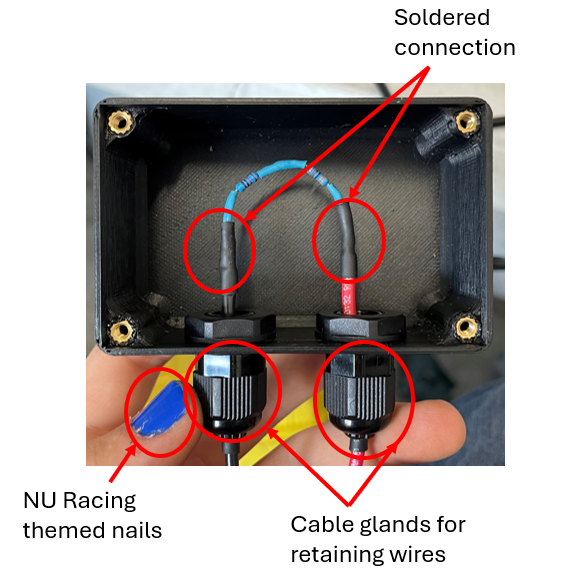 Soldered
connection
NU Racing
themed nails
Cable glands for
retaining wires